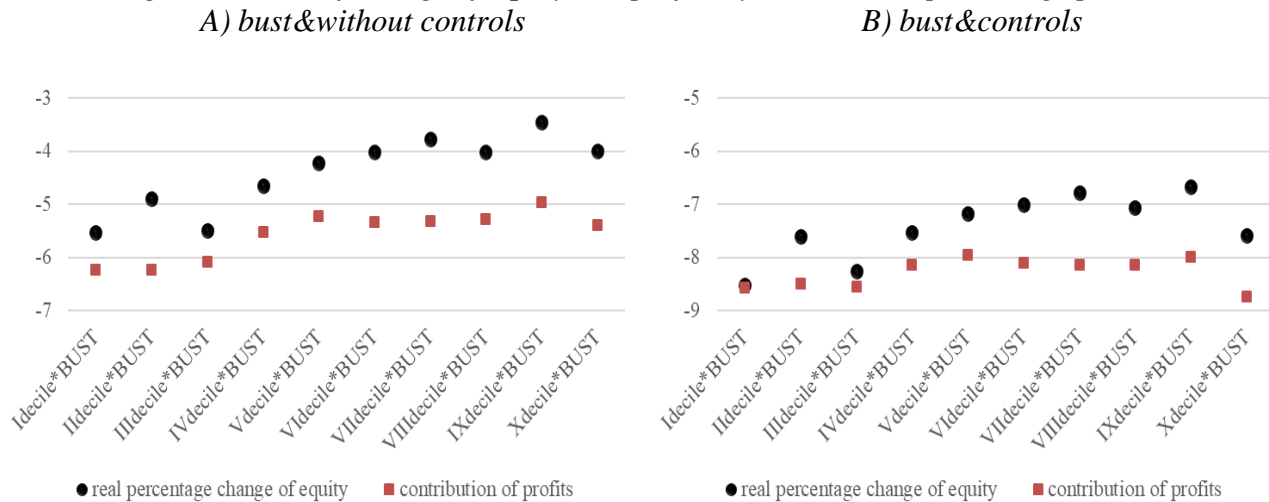 A) bust&without controls
B) bust&controls
-3
-4
-5
-6
-7
Idecile*BUST
IIdecile*BUST
IIIdecile*BUST
IVdecile*BUST
Vdecile*BUST
VIdecile*BUST
VIIdecile*BUST
VIIIdecile*BUST
IXdecile*BUST
Xdecile*BUST
real percentage change of equity
contribution of profits
-5
-6
-7
-8
-9
Idecile*BUST
IIdecile*BUST
IIIdecile*BUST
IVdecile*BUST
Vdecile*BUST
VIdecile*BUST
VIIdecile*BUST
VIIIdecile*BUST
IXdecile*BUST
Xdecile*BUST
real percentage change of equity
contribution of profits